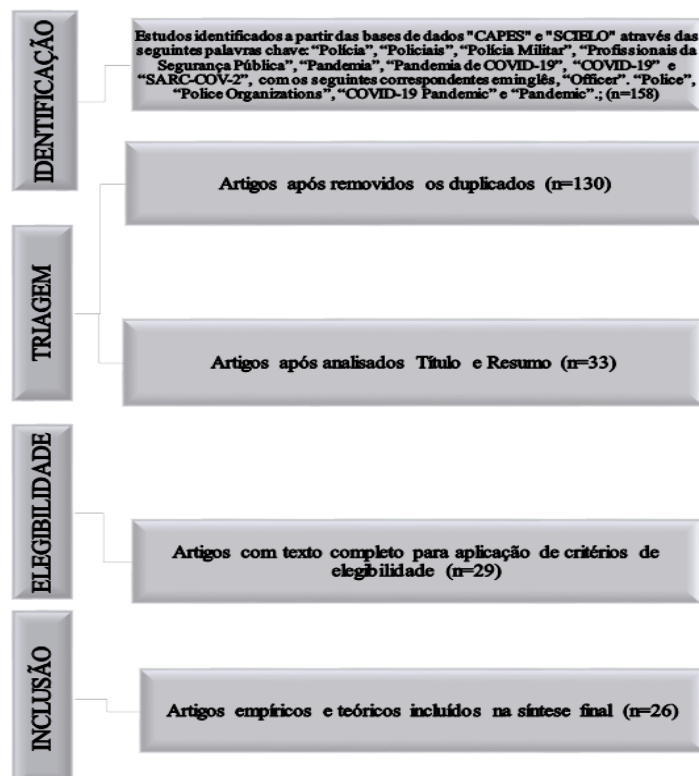 IDENTIFICAÇÃO
Estudos identificados a partir das bases de dados "CAPES" e "SCIELO" através das
seguintes palavras chave: “Polícia”, “Policiais”, “Polícia Militar”, “Profissionais da
Segurança Pública”, “Pandemia”, “Pandemia de COVID-19”, “COVID-19” e
“SARC-COV-2”, com os seguintes correspondentes em inglês, “Officer”. “Police”,
“Police Organizations”, “COVID-19 Pandemic” e “Pandemic”.; (n=158)
TRIAGEM
Artigos após removidos os duplicados (n=130)
Artigos após analisados Título e Resumo (n=33)
ELEGIBILIDADE
Artigos com texto completo para aplicação de critérios de
elegibilidade (n=29)
INCLUSÃO
Artigos empíricos e teóricos incluídos na síntese final (n=26)